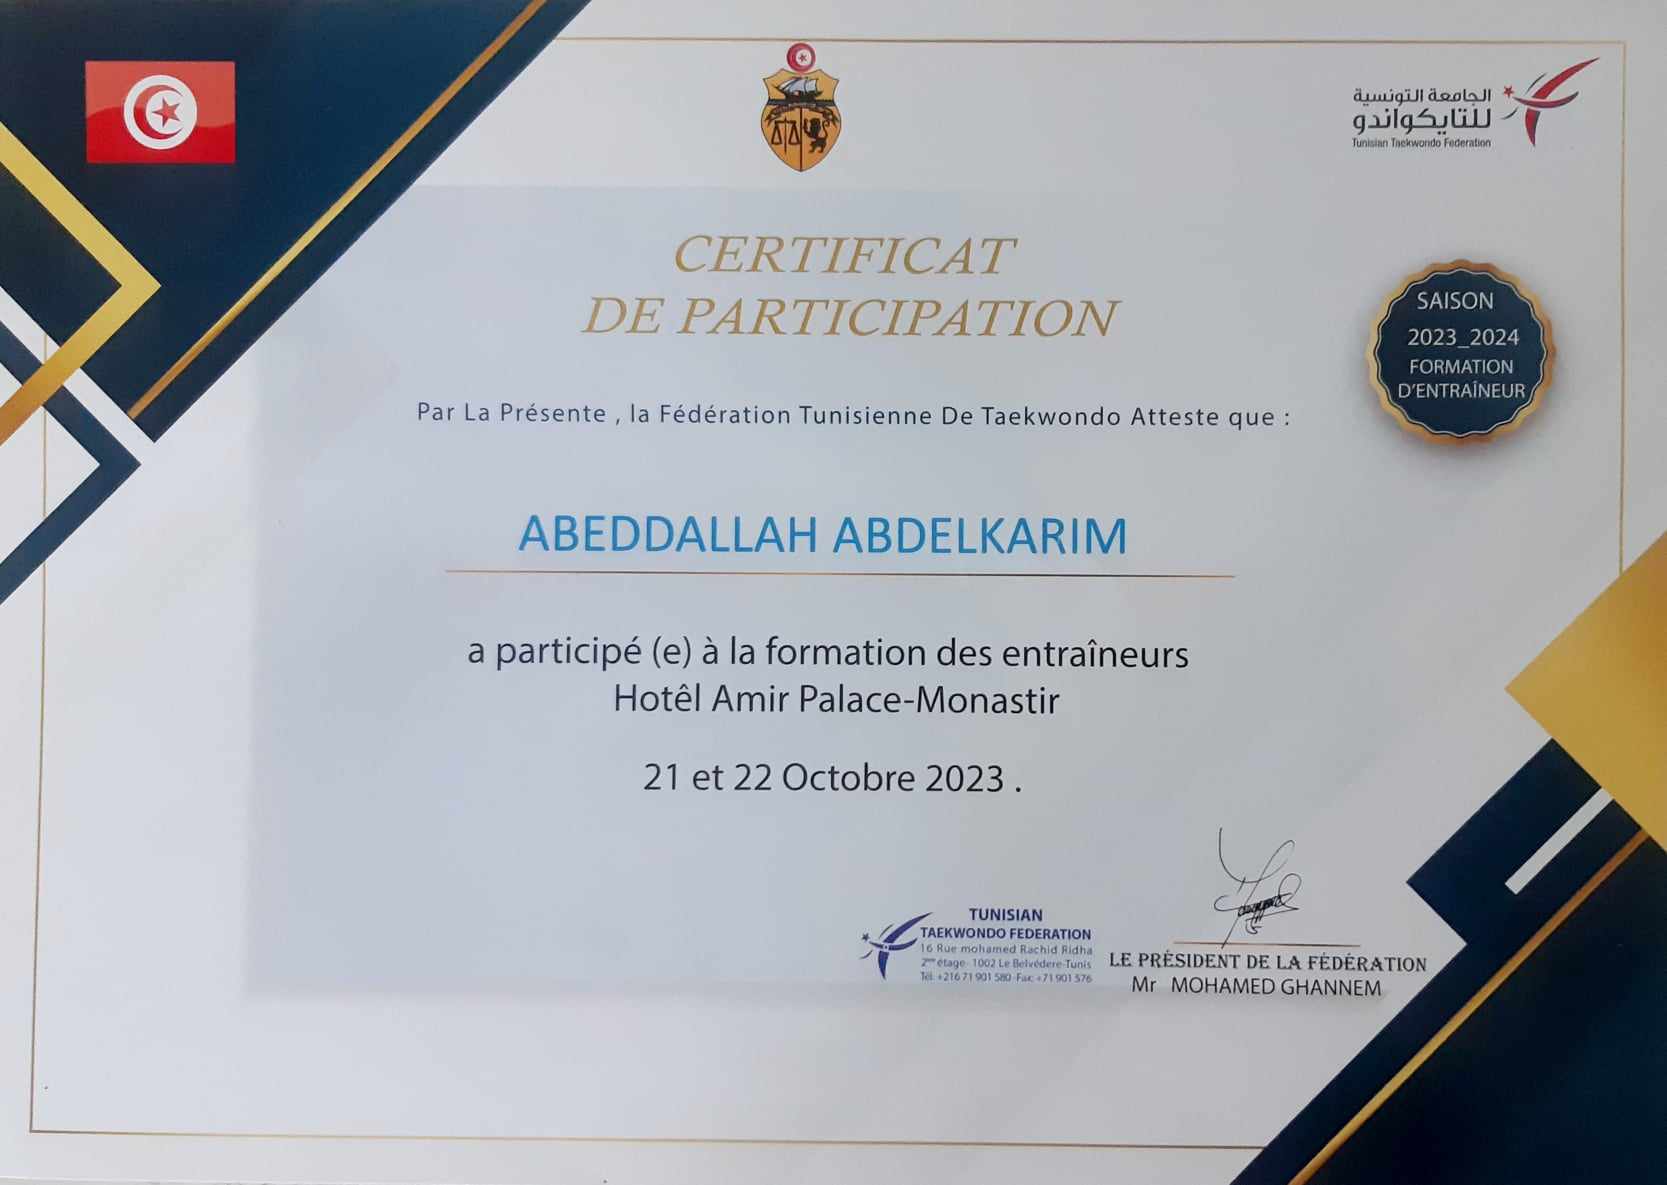 الجامعة التونسية
للتايكواندو
Tunisian Taekwondo Federation
CERTIFICAT
DE PARTICIPATION
SAISON
2023_2024
FORMATION
D'ENTRAÎNEUR
Par La Présente , la Fédération Tunisienne De Taekwondo Atteste que :
ABEDDALLAH ABDELKARIM
a participé (e) à la formation des entraîneurs
Hotêl Amir Palace-Monastir
21 et 22 Octobre 2023 .
TUNISIAN
TAEKWONDO FEDERATION
16 Rue mohamed Rachid Ridha
2ème étage- 1002 Le Belvédere-Tunis
Tél: +216 71 901 580 -Fax: +71 901 576
LE PRÉSIDENT DE LA FÉDÉRATION
Mr MOHAMED GHANNEM